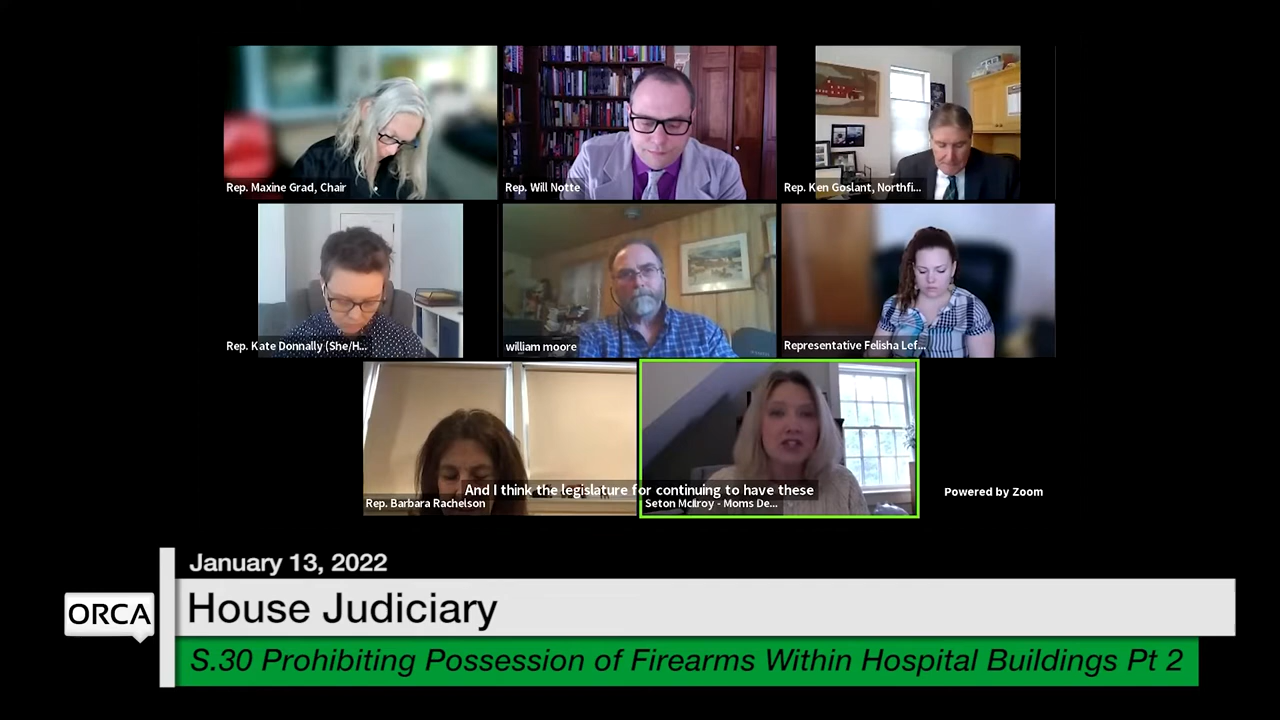 Rep. Maxine Grad, Chair
Rep. Will Notte
Rep. Ken Goslant, Northfi...
Rep. Kate Donnally (She/H...
william moore
Representative Felisha Lef...
And I think the legislature for continuing to have these
Rep. Barbara Rachelson
Seton McIlroy - Moms De...
Powered by Zoom
January 13, 2022
ORCA
House Judiciary
S.30 Prohibiting Possession of Firearms Within Hospital Buildings Pt 2